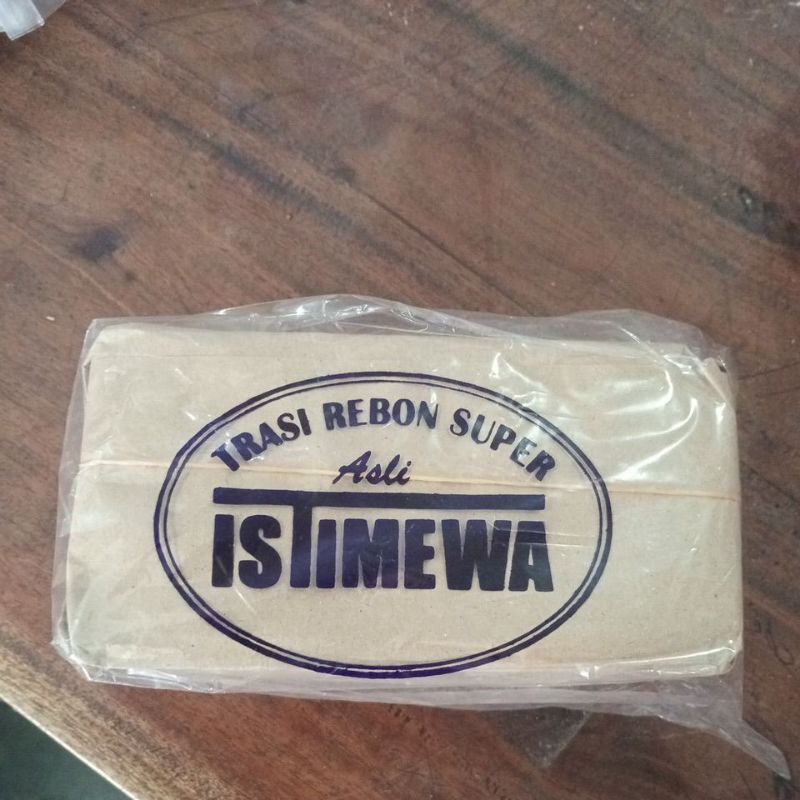 TRASI REBON SUPER
Asli
ISTIMEWA